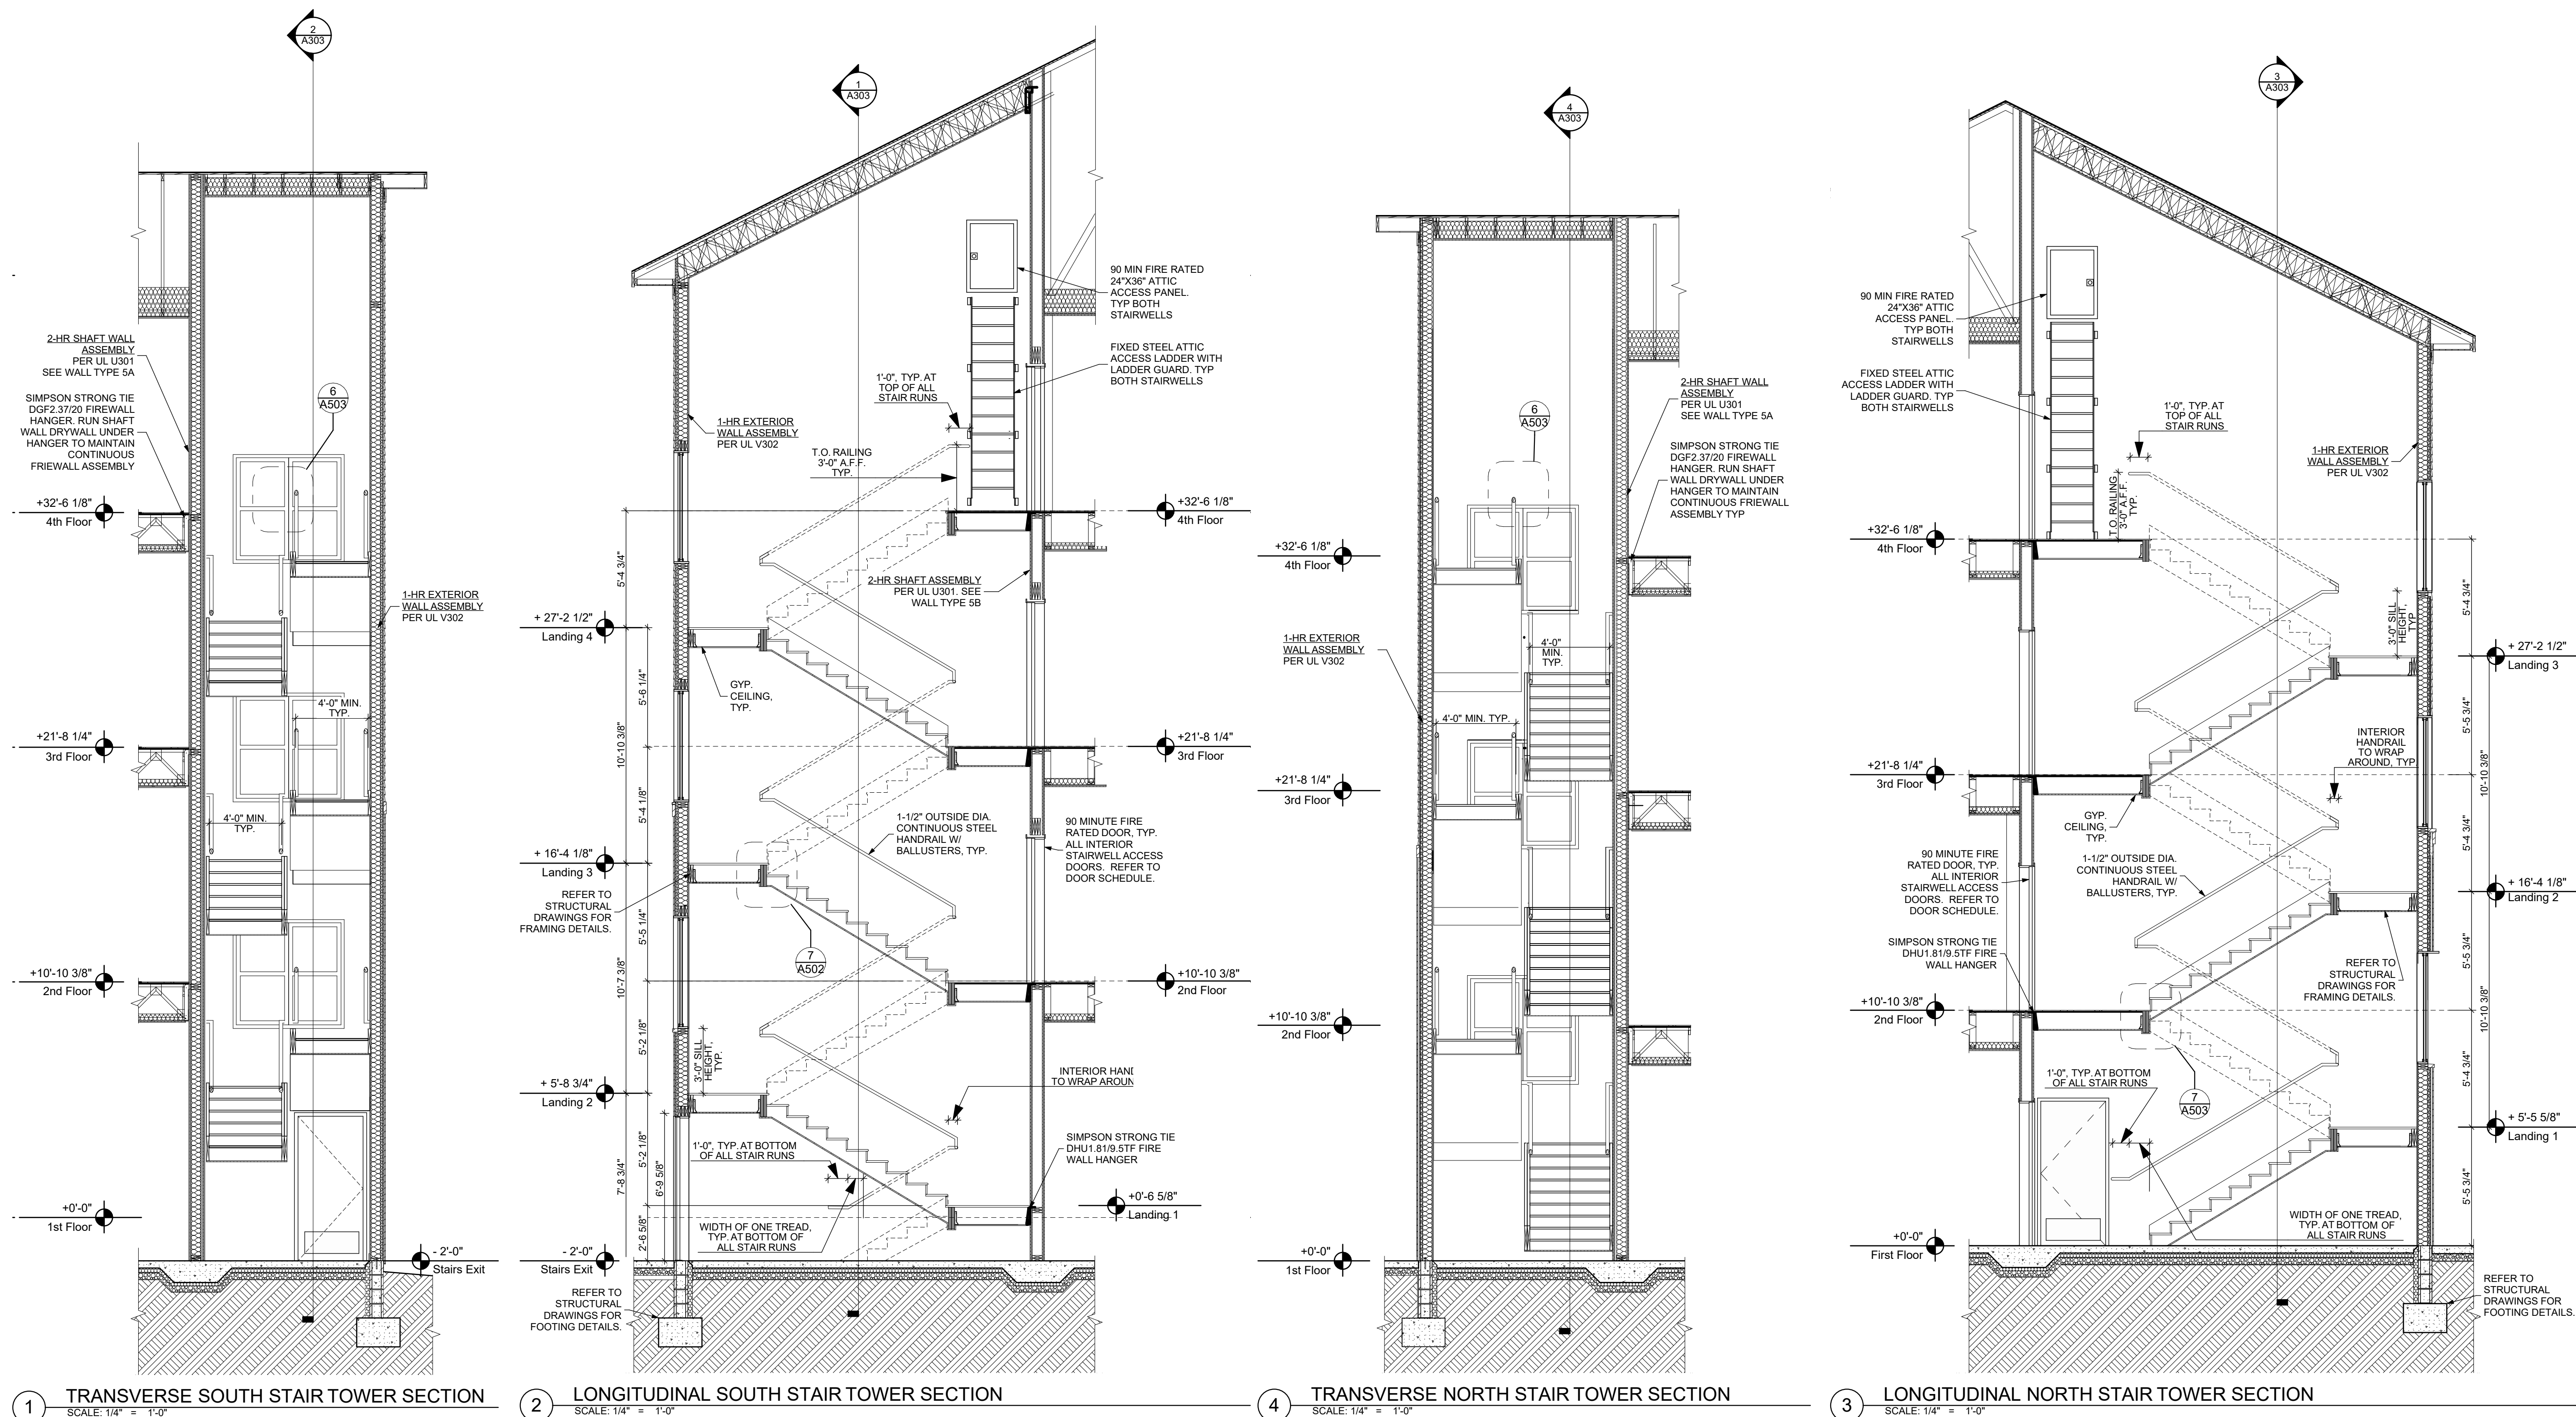 2
A303
2-HR SHAFT WALL
ASSEMBLY
PER UL U301
SEE WALL TYPE 5A
SIMPSON STRONG TIE
DGF2.37/20 FIREWALL
HANGER. RUN SHAFT
WALL DRYWALL UNDER
HANGER TO MAINTAIN
CONTINUOUS
FRIEWALL ASSEMBLY
6
A503
+32'-6 1/8"
4th Floor
1-HR EXTERIOR
WALL ASSEMBLY
PER UL V302
4'-0" MIN.
TYP.
+21'-8 1/4"
3rd Floor
4'-0" MIN.
TYP.
+10'-10 3/8"
2nd Floor
+0'-0"
1st Floor
- 2'-0"
Stairs Exit
1
TRANSVERSE SOUTH STAIR TOWER SECTION
SCALE: 1/4" = 1'-0"
1
A303
90 MIN FIRE RATED
24"X36" ATTIC
ACCESS PANEL.
TYP BOTH
STAIRWELLS
FIXED STEEL ATTIC
ACCESS LADDER WITH
LADDER GUARD. TYP
BOTH STAIRWELLS
1'-0", TYP. AT
TOP OF ALL
STAIR RUNS
1-HR EXTERIOR
WALL ASSEMBLY
PER UL V302
T.O. RAILING
3'-0" A.F.F.
TYP.
+32'-6 1/8"
4th Floor
5'-4 3/4"
2-HR SHAFT ASSEMBLY
PER UL U301. SEE
WALL TYPE 5B
+ 27'-2 1/2"
Landing 4
GYP.
CEILING,
TYP.
5'-6 1/4"
10'-10 3/8"
+21'-8 1/4"
3rd Floor
5'-4 1/8"
1-1/2" OUTSIDE DIA.
CONTINUOUS STEEL
HANDRAIL W/
BALLUSTERS, TYP.
90 MINUTE FIRE
RATED DOOR, TYP.
ALL INTERIOR
STAIRWELL ACCESS
DOORS. REFER TO
DOOR SCHEDULE.
+ 16'-4 1/8"
Landing 3
REFER TO
STRUCTURAL
DRAWINGS FOR
FRAMING DETAILS.
5'-5 1/4"
7
A502
10'-7 3/8"
+10'-10 3/8"
2nd Floor
5'-2 1/8"
3'-0" SILL
HEIGHT,
TYP.
INTERIOR HAND
TO WRAP AROUN
+ 5'-8 3/4"
Landing 2
5'-2 1/8"
1'-0", TYP. AT BOTTOM
OF ALL STAIR RUNS
SIMPSON STRONG TIE
DHU1.81/9.5TF FIRE
WALL HANGER
7'-8 3/4"
6'-9 5/8"
+0'-6 5/8"
Landing 1
2'-6 5/8"
WIDTH OF ONE TREAD,
TYP. AT BOTTOM OF
ALL STAIR RUNS
- 2'-0"
Stairs Exit
REFER TO
STRUCTURAL
DRAWINGS FOR
FOOTING DETAILS.
2
LONGITUDINAL SOUTH STAIR TOWER SECTION
SCALE: 1/4" = 1'-0"
4
A303
2-HR SHAFT WALL
ASSEMBLY
PER UL U301
SEE WALL TYPE 5A
6
A503
SIMPSON STRONG TIE
DGF2.37/20 FIREWALL
HANGER. RUN SHAFT
WALL DRYWALL UNDER
HANGER TO MAINTAIN
CONTINUOUS FRIEWALL
ASSEMBLY TYP
+32'-6 1/8"
4th Floor
1-HR EXTERIOR
WALL ASSEMBLY
PER UL V302
4'-0"
MIN.
TYP.
4'-0" MIN. TYP.
+21'-8 1/4"
3rd Floor
+10'-10 3/8"
2nd Floor
+0'-0"
1st Floor
4
TRANSVERSE NORTH STAIR TOWER SECTION
SCALE: 1/4" = 1'-0"
3
A303
90 MIN FIRE RATED
24"X36" ATTIC
ACCESS PANEL.
TYP BOTH
STAIRWELLS
FIXED STEEL ATTIC
ACCESS LADDER WITH
LADDER GUARD. TYP
BOTH STAIRWELLS
1'-0", TYP. AT
TOP OF ALL
STAIR RUNS
1-HR EXTERIOR
WALL ASSEMBLY
PER UL V302
T.O. RAILING
3'-0" A.F.F.
TYP.
+32'-6 1/8"
4th Floor
5'-4 3/4"
3'-0" SILL
HEIGHT,
TYP
+ 27'-2 1/2"
Landing 3
5'-5 3/4"
INTERIOR
HANDRAIL
TO WRAP
AROUND, TYP
10'-10 3/8"
+21'-8 1/4"
3rd Floor
GYP.
CEILING,
TYP.
5'-4 3/4"
90 MINUTE FIRE
RATED DOOR, TYP.
ALL INTERIOR
STAIRWELL ACCESS
DOORS. REFER TO
DOOR SCHEDULE.
1-1/2" OUTSIDE DIA.
CONTINUOUS STEEL
HANDRAIL W/
BALLUSTERS, TYP.
+ 16'-4 1/8"
Landing 2
SIMPSON STRONG TIE
DHU1.81/9.5TF FIRE
WALL HANGER
5'-5 3/4"
REFER TO
STRUCTURAL
DRAWINGS FOR
FRAMING DETAILS.
10'-10 3/8"
+10'-10 3/8"
2nd Floor
5'-4 3/4"
1'-0", TYP. AT BOTTOM
OF ALL STAIR RUNS
7
A503
+ 5'-5 5/8"
Landing 1
5'-5 3/4"
WIDTH OF ONE TREAD,
TYP. AT BOTTOM OF
ALL STAIR RUNS
+0'-0"
First Floor
REFER TO
STRUCTURAL
DRAWINGS FOR
FOOTING DETAILS.
3
LONGITUDINAL NORTH STAIR TOWER SECTION
SCALE: 1/4" = 1'-0"